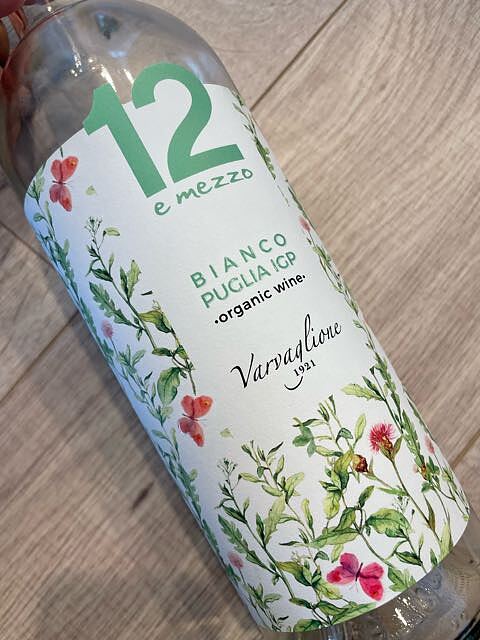 12
e mezzo
BIANCO
PUGLIA IGP
•organic wine•
Varvaglione
1921